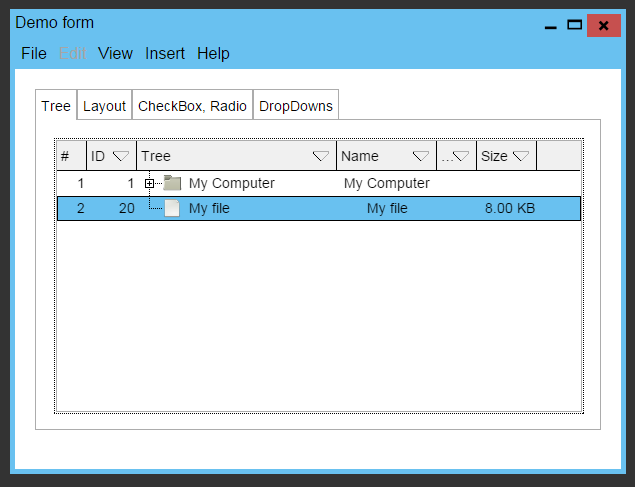 Demo form
File Edit View Insert Help
Tree Layout CheckBox, Radio DropDowns
# ID Tree Name ... Size
1 1 My Computer My Computer
2 20 My file My file 8.00 KB